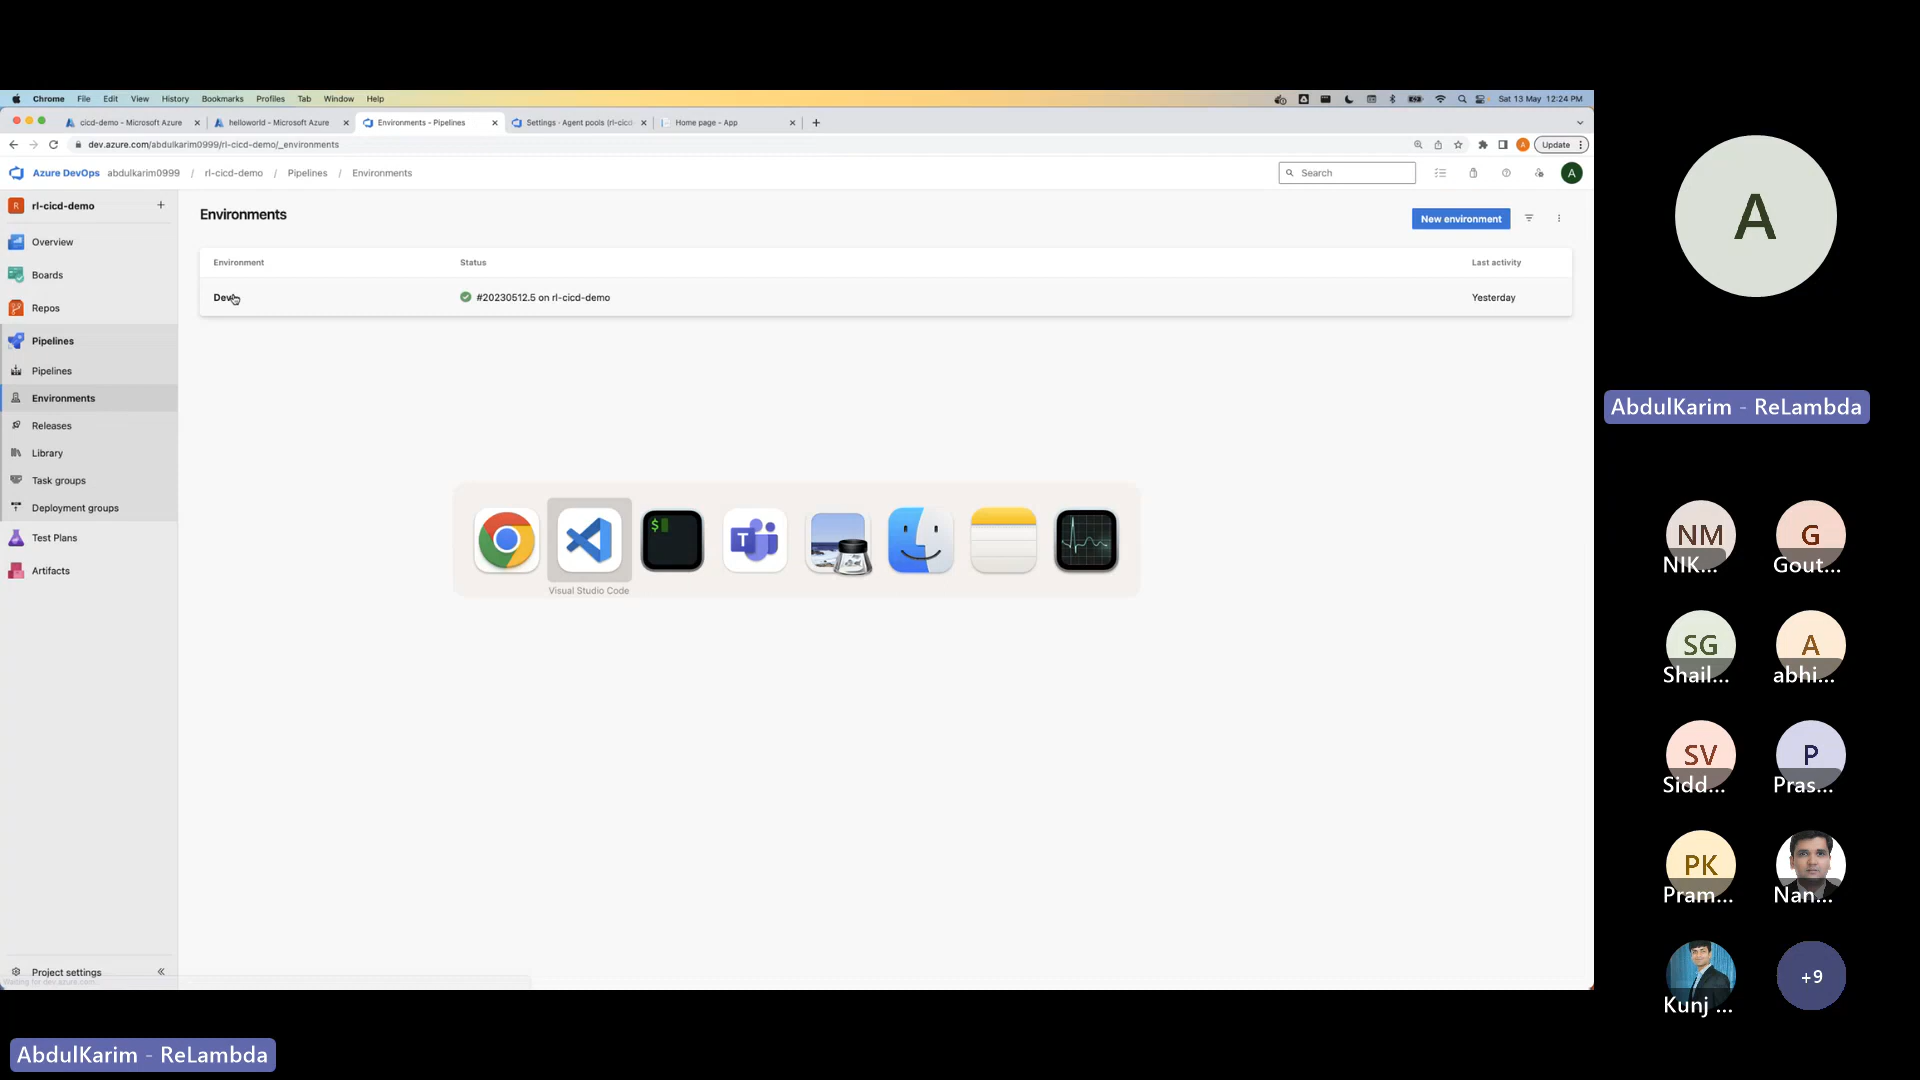 Chrome File Edit View History Bookmarks Profiles Tab Window Help Sat 13 May 12:24 PM
cicd-demo - Microsoft Azure helloworld - Microsoft Azure Environments - Pipelines Settings · Agent pools (rl-cicd Home page - App
dev.azure.com/abdulkarim0999/rl-cicd-demo/_environments A Update
Azure DevOps abdulkarim0999 / rl-cicd-demo / Pipelines / Environments Search A
R rl-cicd-demo
Overview
Boards
Repos
Pipelines
Pipelines
Environments
Releases
Library
Task groups
Deployment groups
Test Plans
Artifacts
Project settings
Waiting for dev.azure.com...
Environments
New environment
Environment Status Last activity
Dev #20230512.5 on rl-cicd-demo Yesterday
$
T
Visual Studio Code
A
AbdulKarim - ReLambda
NM G
NIK... Gout...
SG A
Shail... abhi...
SV P
Sidd... Pras...
PK
Pram... Nan...
+9
Kunj ...
AbdulKarim - ReLambda